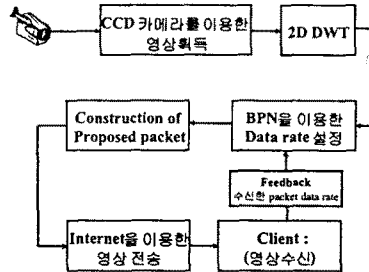 CCD 카메라를 이용한
영상획득
2D DWT
Construction of
Proposed packet
BPN을 이용한
Data rate 설정
Feedback
수신한 packet data rate
Internet을 이용한
영상 전송
Client :
(영상수신)